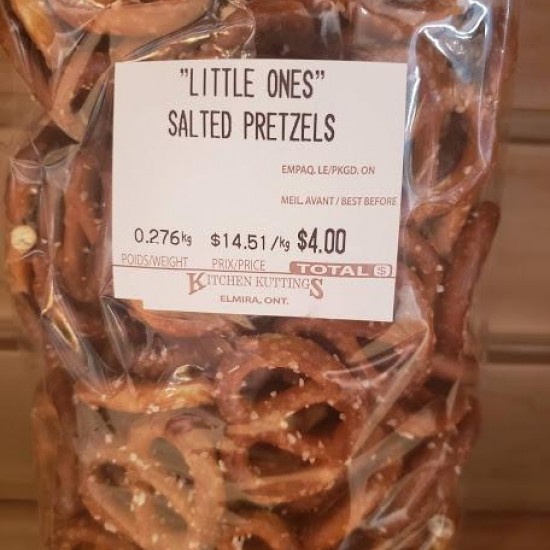 "LITTLE ONES"
SALTED PRETZELS
EMPAQ. LE/PKGD. ON
MEIL. AVANT / BEST BEFORE
0.276kg $14.51/kg $4.00
POIDS/WEIGHT PRIX/PRICE TOTAL $
KITCHEN KUTTINGS
ELMIRA, ONT.